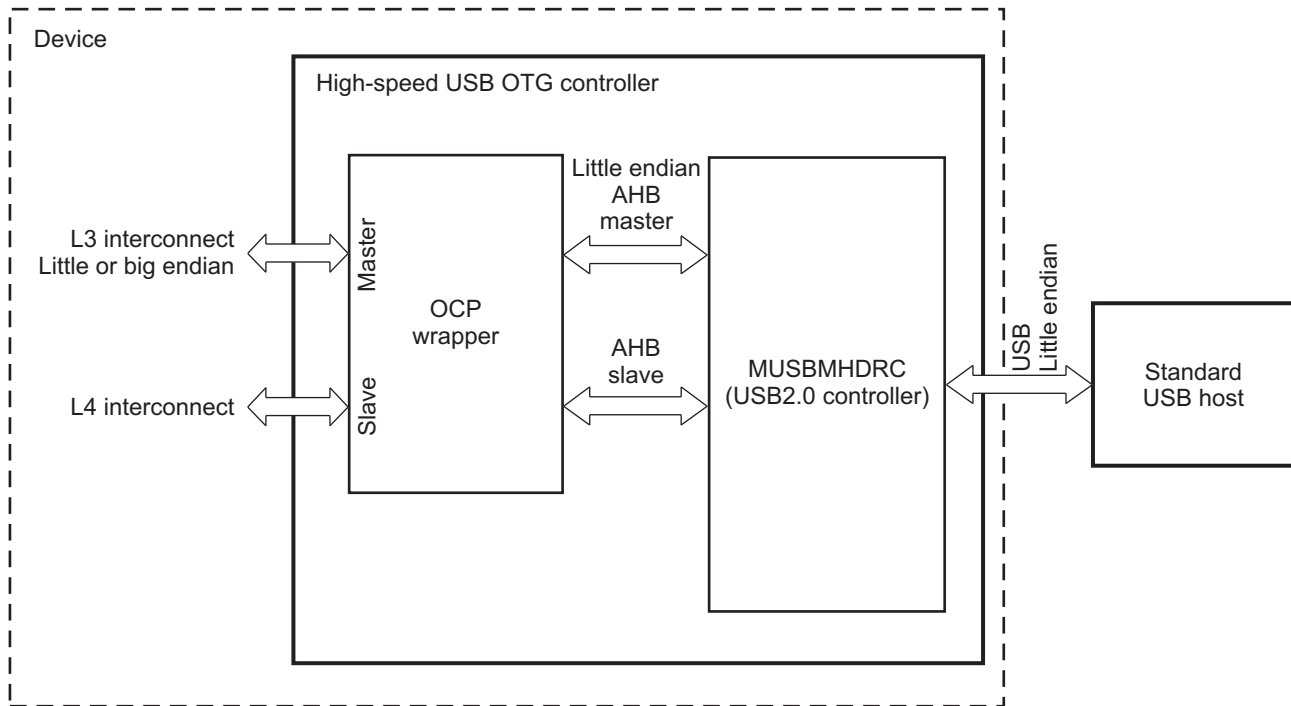 Device
High-speed USB OTG controller
L3 interconnect
Little or big endian
L4 interconnect
Master
Slave
OCP
wrapper
Little endian
AHB
master
AHB
slave
MUSBMHDRC
(USB2.0 controller)
USB
Little endian
Standard
USB host